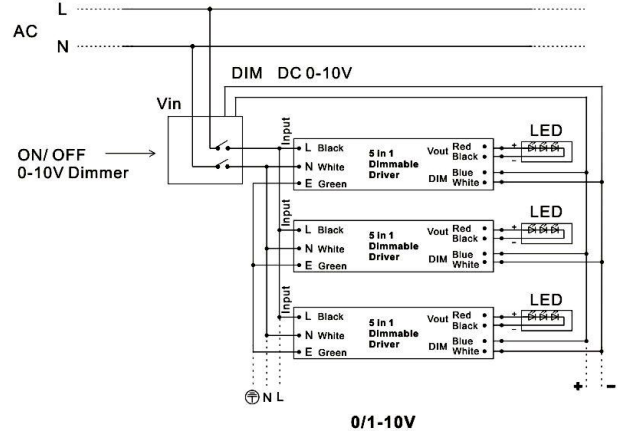 L
AC
N
DIM DC 0-10V
Vin
ON/ OFF
0-10V Dimmer
Input
L Black
N White
E Green
5 in 1
Dimmable
Driver
Vout Red
Black
DIM Blue
White
LED
+
–
Input
L Black
N White
E Green
5 in 1
Dimmable
Driver
Vout Red
Black
DIM Blue
White
LED
+
–
Input
L Black
N White
E Green
5 in 1
Dimmable
Driver
Vout Red
Black
DIM Blue
White
LED
+
–
N L
+ –
0/1-10V